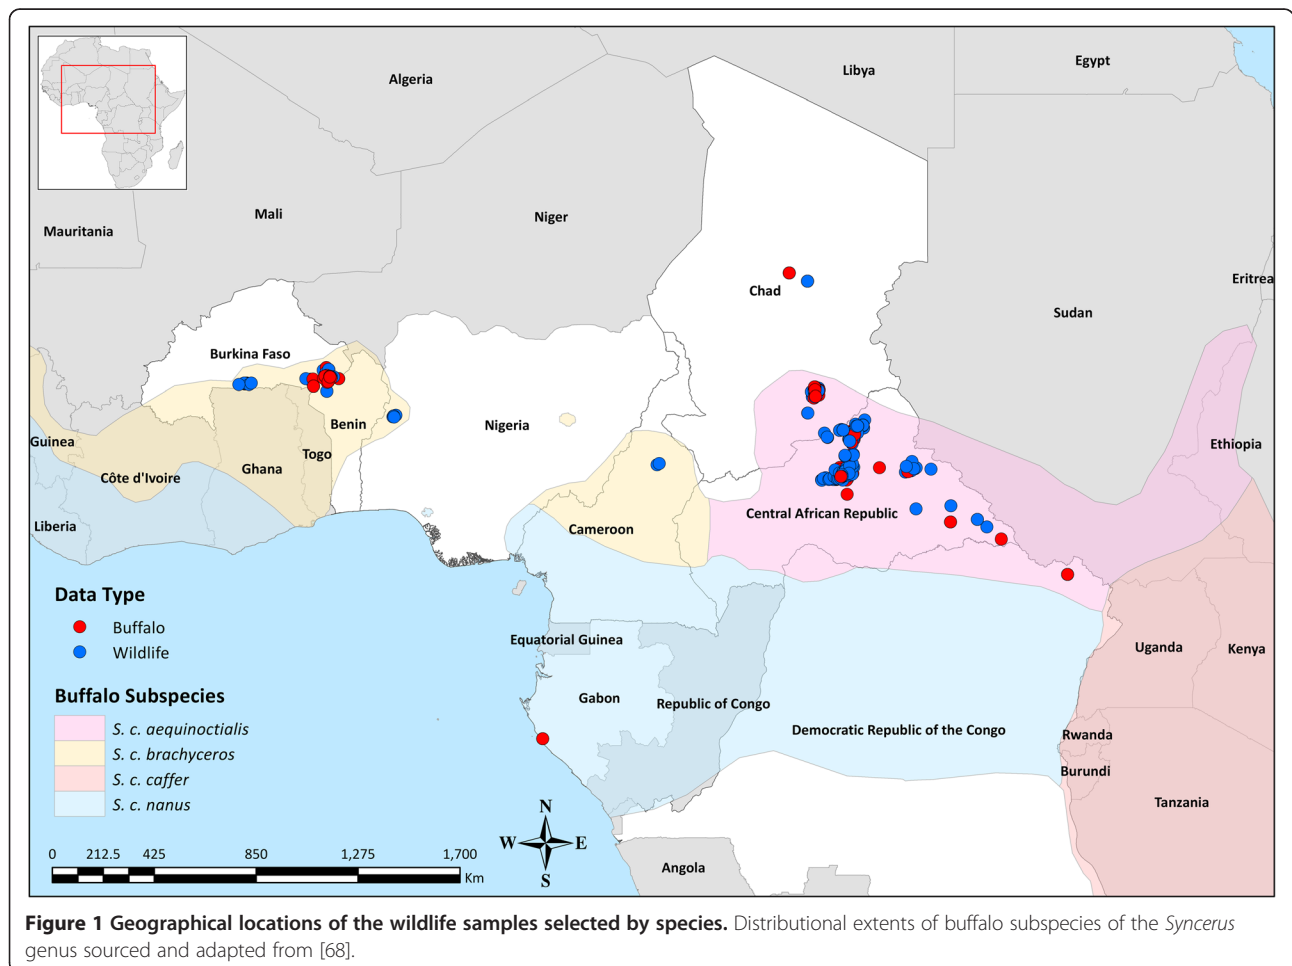 Algeria
Libya
Egypt
Mali
Niger
Mauritania
Chad
Eritrea
Sudan
Burkina Faso
Benin
Nigeria
Guinea
Togo
Ghana
Côte d'Ivoire
Ethiopia
Liberia
Cameroon
Central African Republic
Data Type
Buffalo
Wildlife
Equatorial Guinea
Uganda
Kenya
Buffalo Subspecies
S. c. aequinoctialis
S. c. brachyceros
S. c. caffer
S. c. nanus
Gabon
Republic of Congo
Democratic Republic of the Congo
Rwanda
Burundi
Tanzania
N
W E
S
0 212.5 425 850 1,275 1,700
Km
Angola
Figure 1 Geographical locations of the wildlife samples selected by species. Distributional extents of buffalo subspecies of the Syncerus
genus sourced and adapted from [68].